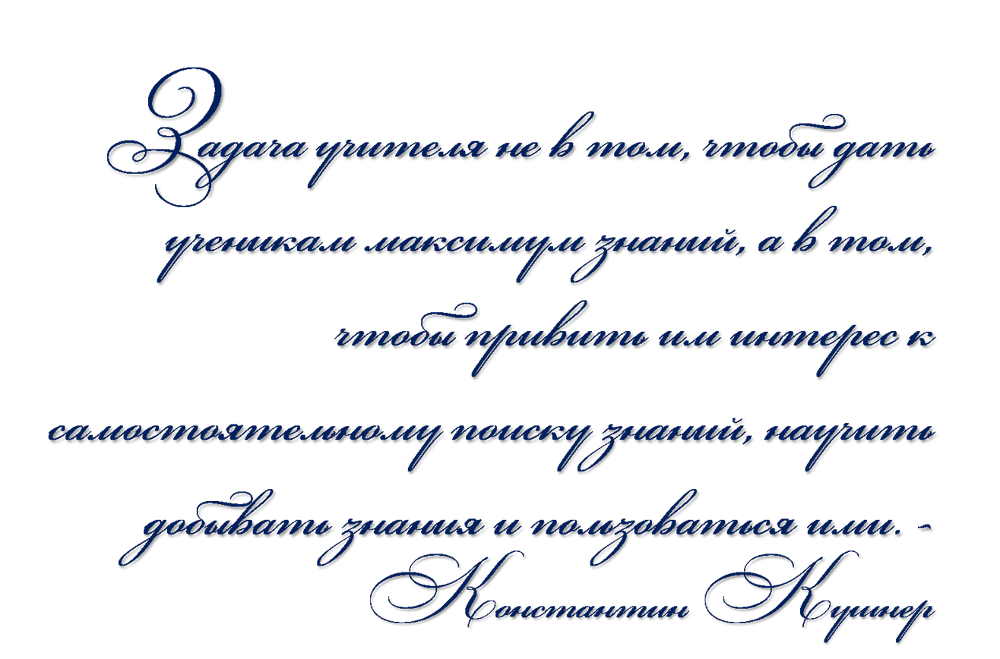 Задача учителя не в том, чтобы дать
ученикам максимум знаний, а в том,
чтобы привить им интерес к
самостоятельному поиску знаний, научить
добывать знания и пользоваться ими. -
Константин Кушнер